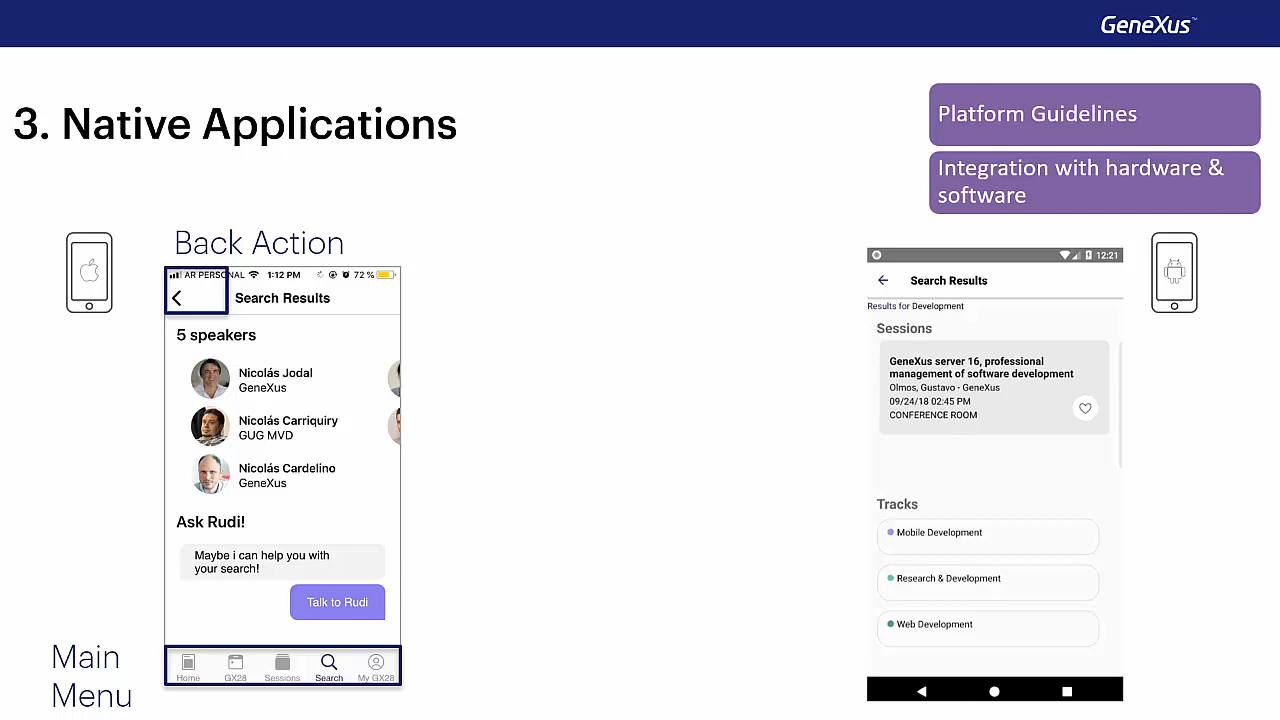 GeneXus™
3. Native Applications
Platform Guidelines
Integration with hardware &
software
Back Action
AR PERSONAL 1:12 PM 72 %
Search Results
5 speakers
Nicolás Jodal
GeneXus
Nicolás Carriquiry
GUG MVD
Nicolás Cardelino
GeneXus
Ask Rudi!
Maybe i can help you with
your search!
Talk to Rudi
Home GX28 Sessions Search My GX28
Main
Menu
12:21
Search Results
Results for Development
Sessions
GeneXus server 16, professional
management of software development
Olmos, Gustavo - GeneXus
09/24/18 02:45 PM
CONFERENCE ROOM
Tracks
Mobile Development
Research & Development
Web Development